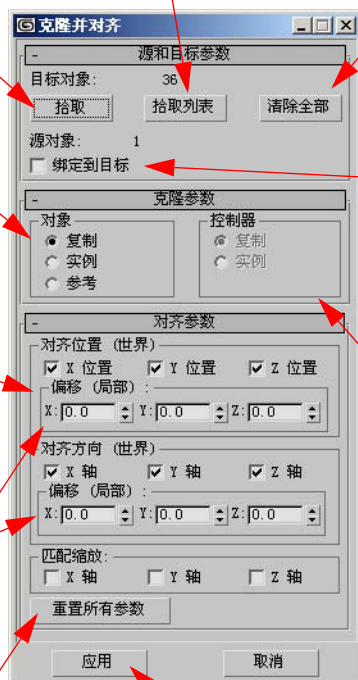 克隆并对齐
- 源和目标参数
目标对象: 36
拾取 拾取列表 清除全部
源对象: 1
绑定到目标
- 克隆参数
对象 控制器
复制 复制
实例 实例
参考
- 对齐参数
对齐位置 (世界)
X 位置 Y 位置 Z 位置
偏移 (局部) :
X: 0.0 Y: 0.0 Z: 0.0
对齐方向 (世界)
X 轴 Y 轴 Z 轴
偏移 (局部) :
X: 0.0 Y: 0.0 Z: 0.0
匹配缩放:
X 轴 Y 轴 Z 轴
重置所有参数
应用 取消